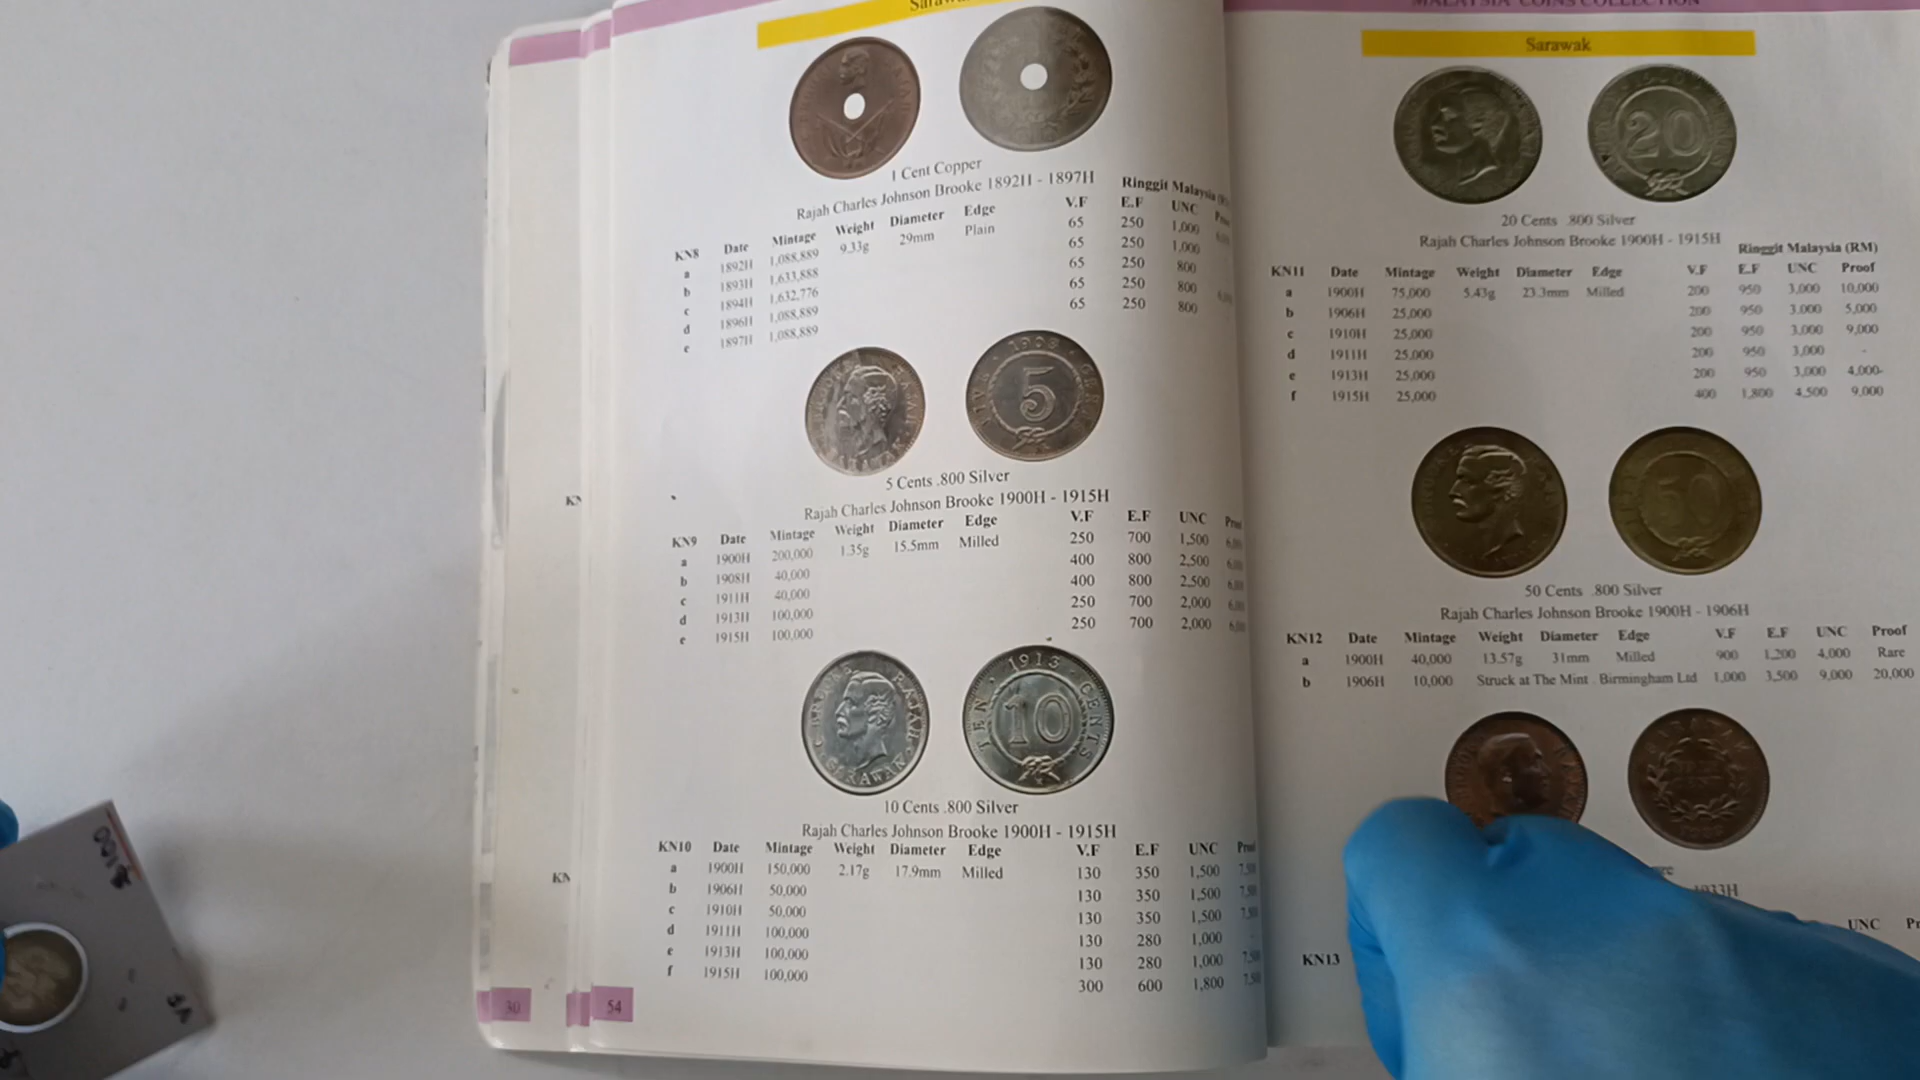 Sarawak
1 Cent Copper
Rajah Charles Johnson Brooke 1892H - 1897H
Ringgit Malaysia
KN8 Date Mintage Weight Diameter Edge V.F E.F UNC
a 1892H 1,088,889 9.33g 29mm Plain 65 250 1,000
b 1893H 1,633,888 65 250 1,000
c 1894H 1,632,776 65 250 800
d 1896H 1,088,889 65 250 800
e 1897H 1,088,889 65 250 800
1908
5
5 Cents .800 Silver
Rajah Charles Johnson Brooke 1900H - 1915H
KN9 Date Mintage Weight Diameter Edge V.F E.F UNC
a 1900H 200,000 1.35g 15.5mm Milled 250 700 1,500
b 1908H 40,000 400 800 2,500
c 1911H 40,000 400 800 2,500
d 1913H 100,000 250 700 2,000
e 1915H 100,000 250 700 2,000
C. BROOKE RAJAH
SARAWAK
1913
TEN CENTS
10
10 Cents .800 Silver
Rajah Charles Johnson Brooke 1900H - 1915H
KN10 Date Mintage Weight Diameter Edge V.F E.F UNC
a 1900H 150,000 2.17g 17.9mm Milled 130 350 1,500
b 1906H 50,000 130 350 1,500
c 1910H 50,000 130 350 1,500
d 1911H 100,000 130 280 1,000
e 1913H 100,000 130 280 1,000
f 1915H 100,000 300 600 1,800
30
54
MALAYSIA COINS COLLECTION
Sarawak
20
20 Cents .800 Silver
Rajah Charles Johnson Brooke 1900H - 1915H
Ringgit Malaysia (RM)
KN11 Date Mintage Weight Diameter Edge V.F E.F UNC Proof
a 1900H 75,000 5.43g 23.3mm Milled 200 950 3,000 10,000
b 1906H 25,000 200 950 3,000 5,000
c 1910H 25,000 200 950 3,000 9,000
d 1911H 25,000 200 950 3,000 -
e 1913H 25,000 200 950 3,000 4,000-
f 1915H 25,000 400 1,800 4,500 9,000
50
50 Cents .800 Silver
Rajah Charles Johnson Brooke 1900H - 1906H
KN12 Date Mintage Weight Diameter Edge V.F E.F UNC Proof
a 1900H 40,000 13.57g 31mm Milled 900 1,200 4,000 Rare
b 1906H 10,000 Struck at The Mint . Birmingham Ltd 1,000 3,500 9,000 20,000
1933H
UNC
KN13